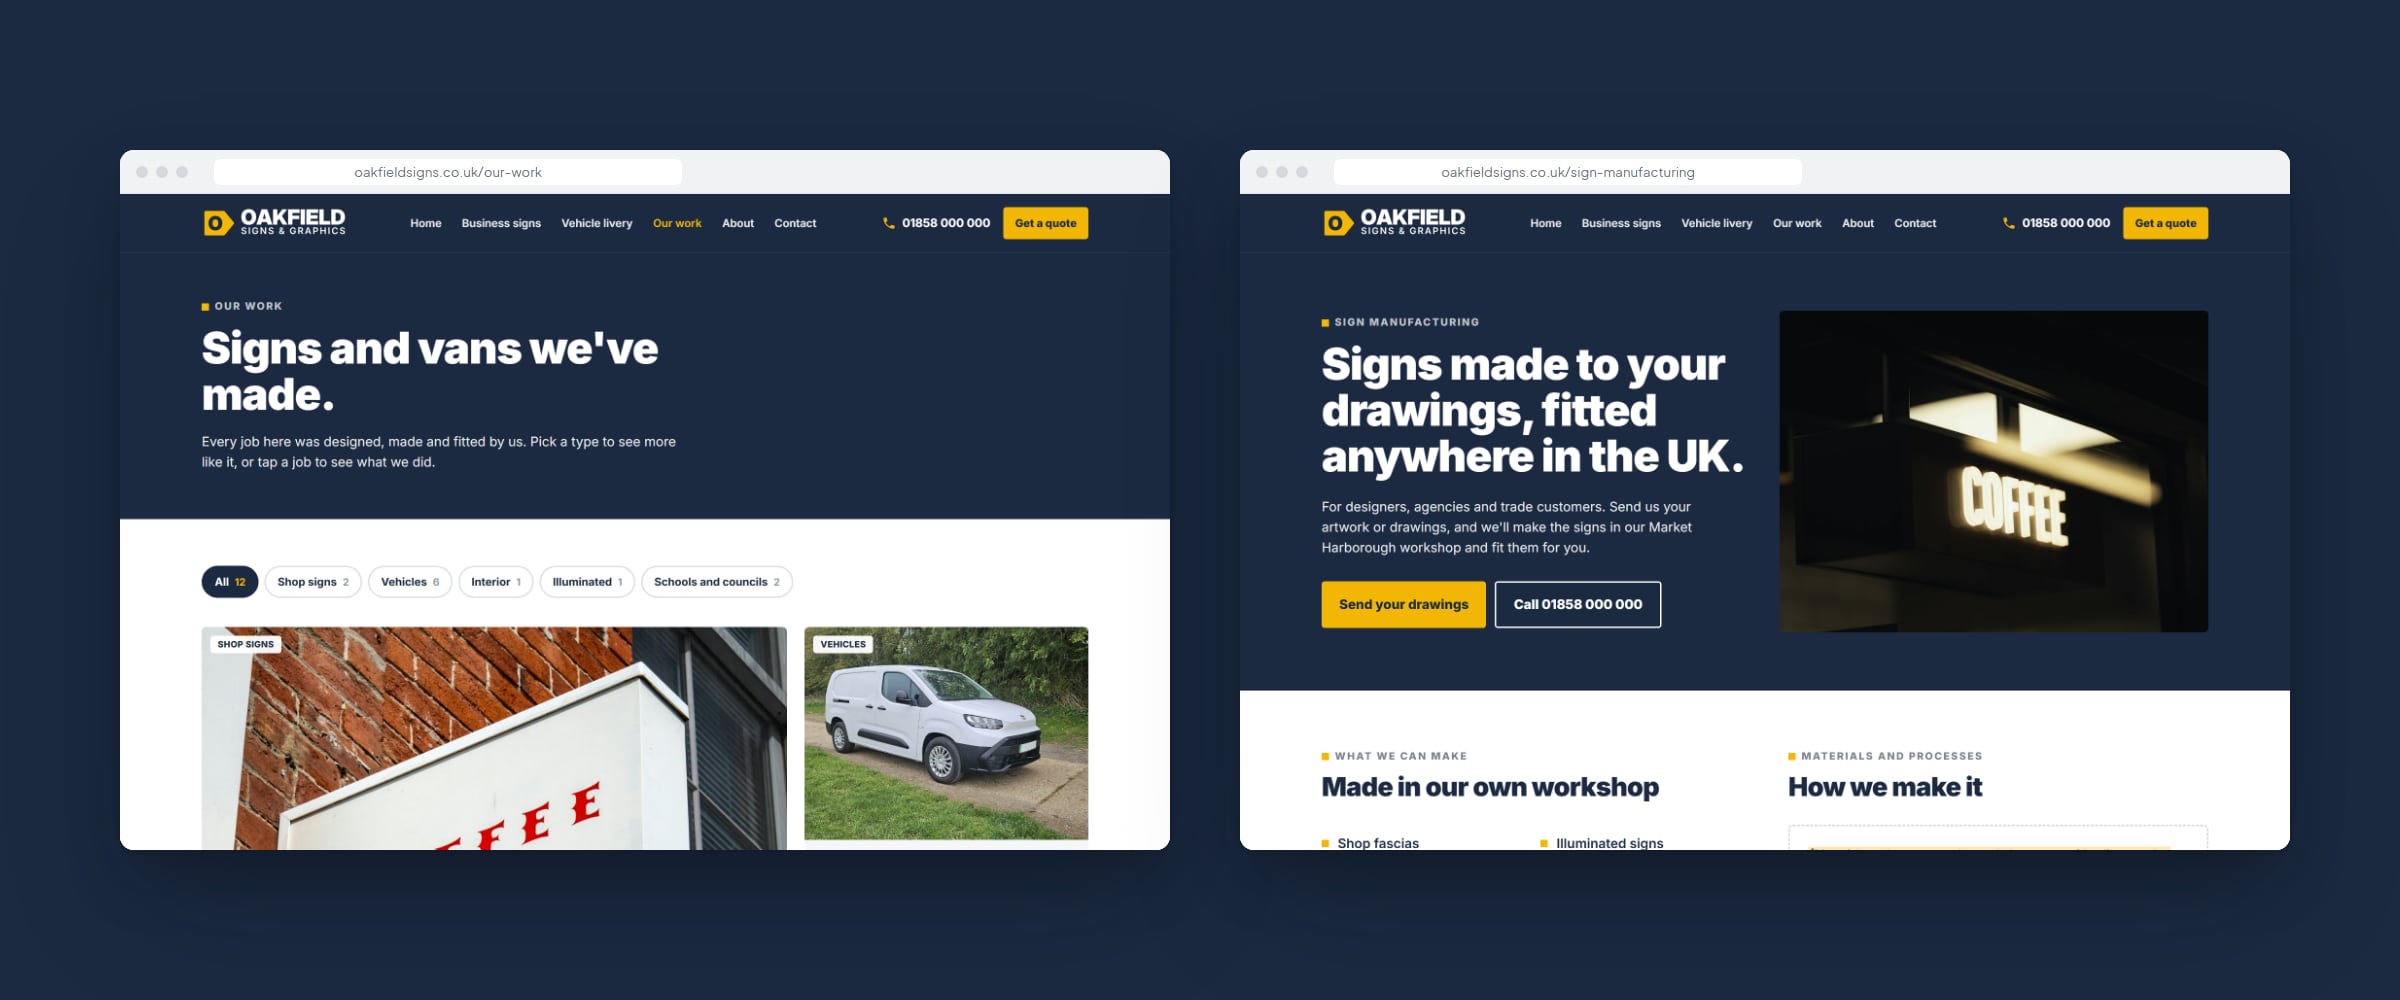 oakfieldsigns.co.uk/our-work
O OAKFIELD
SIGNS & GRAPHICS
Home Business signs Vehicle livery Our work About Contact
01858 000 000
Get a quote
OUR WORK
Signs and vans we've
made.
Every job here was designed, made and fitted by us. Pick a type to see more
like it, or tap a job to see what we did.
All 12 Shop signs 2 Vehicles 6 Interior 1 Illuminated 1 Schools and councils 2
SHOP SIGNS
VEHICLES
FEE
oakfieldsigns.co.uk/sign-manufacturing
O OAKFIELD
SIGNS & GRAPHICS
Home Business signs Vehicle livery Our work About Contact
01858 000 000
Get a quote
SIGN MANUFACTURING
Signs made to your
drawings, fitted
anywhere in the UK.
For designers, agencies and trade customers. Send us your
artwork or drawings, and we'll make the signs in our Market
Harborough workshop and fit them for you.
Send your drawings
Call 01858 000 000
COFFEE
WHAT WE CAN MAKE
Made in our own workshop
Shop fascias
Illuminated signs
MATERIALS AND PROCESSES
How we make it